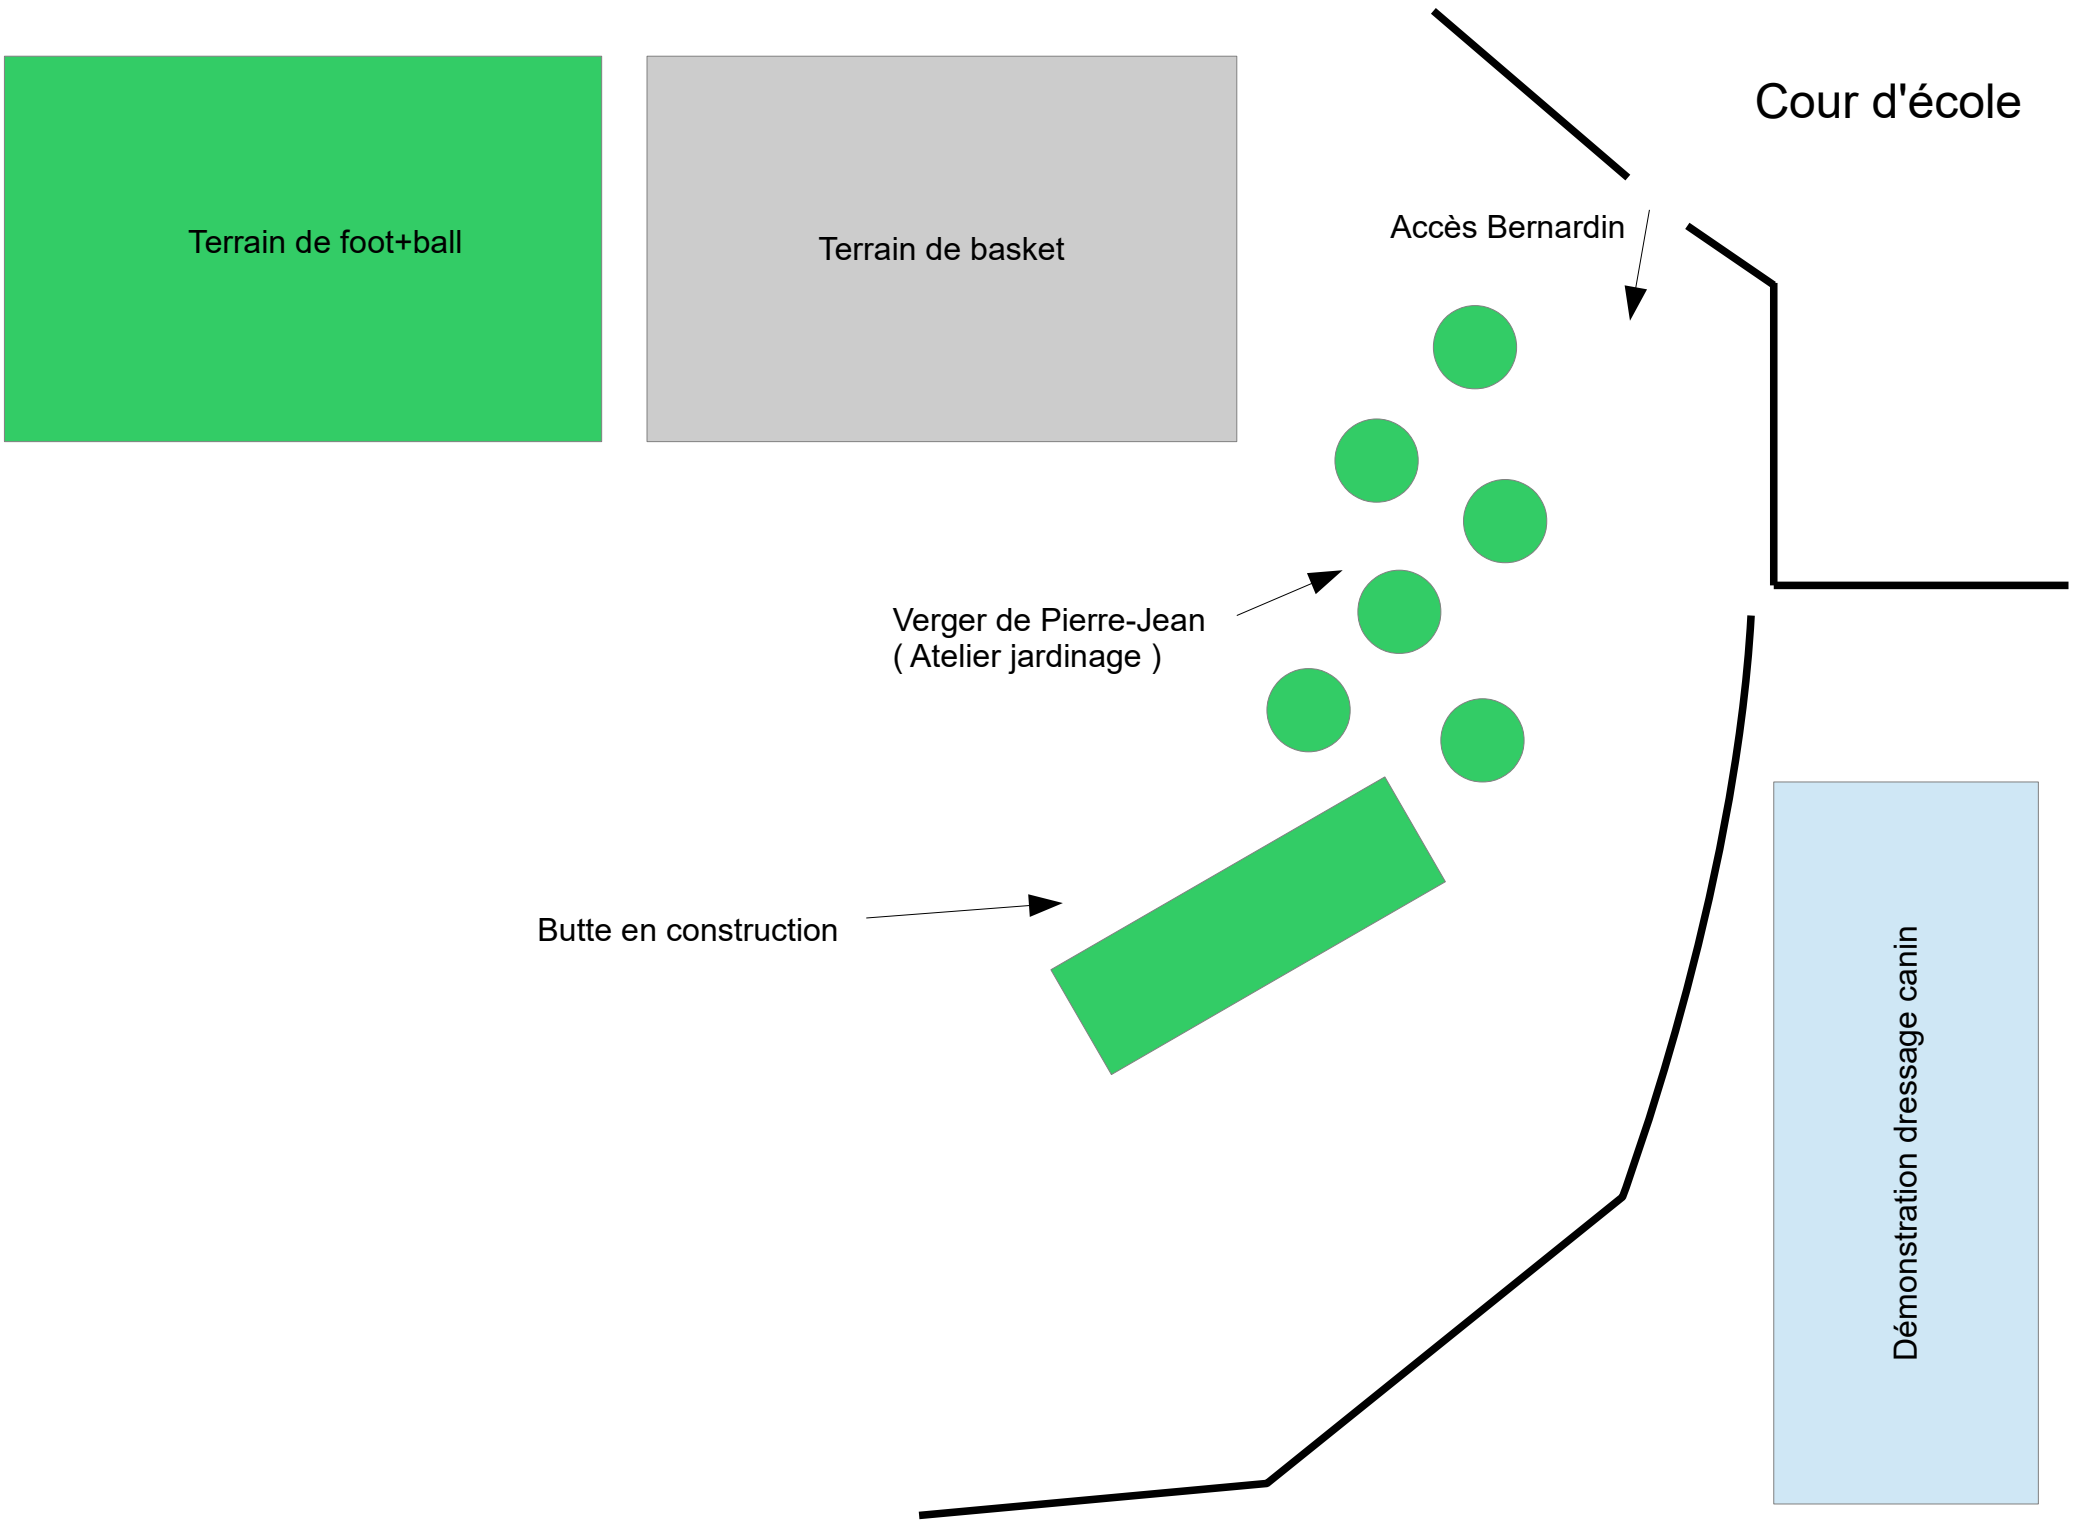 Cour d'école
Accès Bernardin
Terrain de foot+ball
Terrain de basket
Verger de Pierre-Jean
( Atelier jardinage )
Butte en construction
Démonstration dressage canin